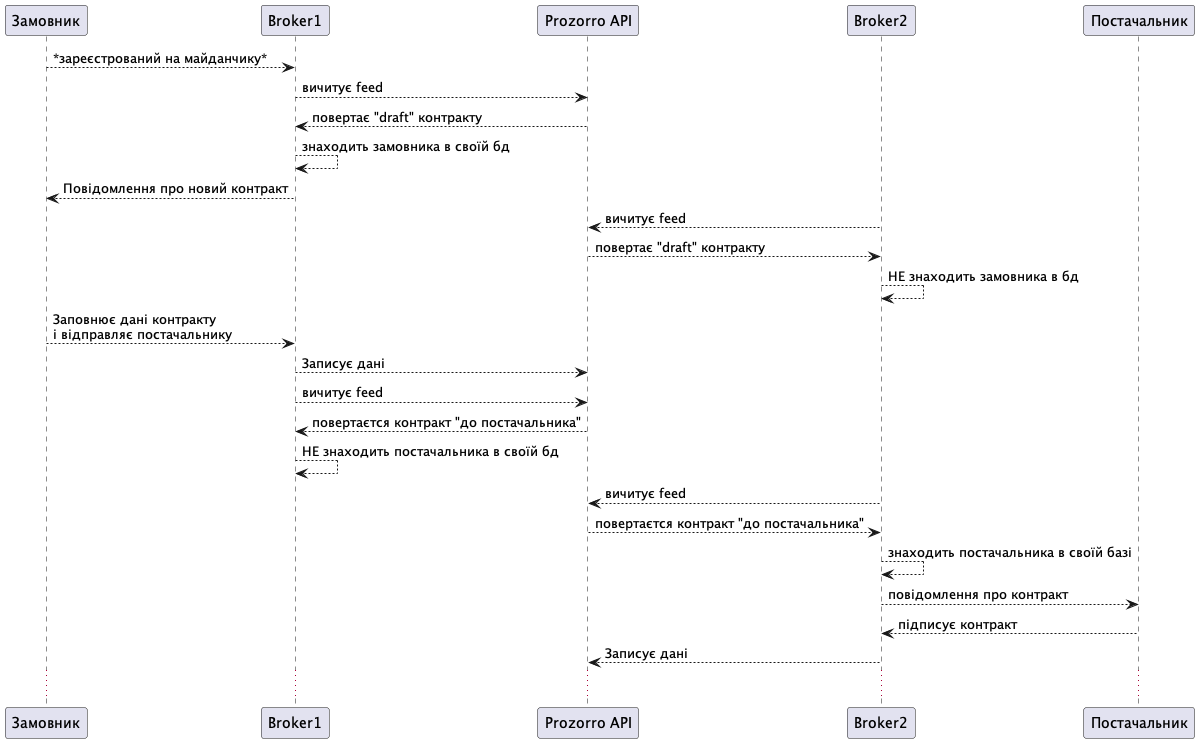 Замовник
Broker1
Prozorro API
Broker2
Постачальник
*зареєстрований на майданчику*
вичитує feed
повертає "draft" контракту
знаходить замовника в своїй бд
Повідомлення про новий контракт
вичитує feed
повертає "draft" контракту
НЕ знаходить замовника в бд
Заповнює дані контракту
і відправляє постачальнику
Записує дані
вичитує feed
повертаєтся контракт "до постачальника"
НЕ знаходить постачальника в своїй бд
вичитує feed
повертаєтся контракт "до постачальника"
знаходить постачальника в своїй базі
повідомлення про контракт
підписує контракт
Записує дані
Замовник
Broker1
Prozorro API
Broker2
Постачальник